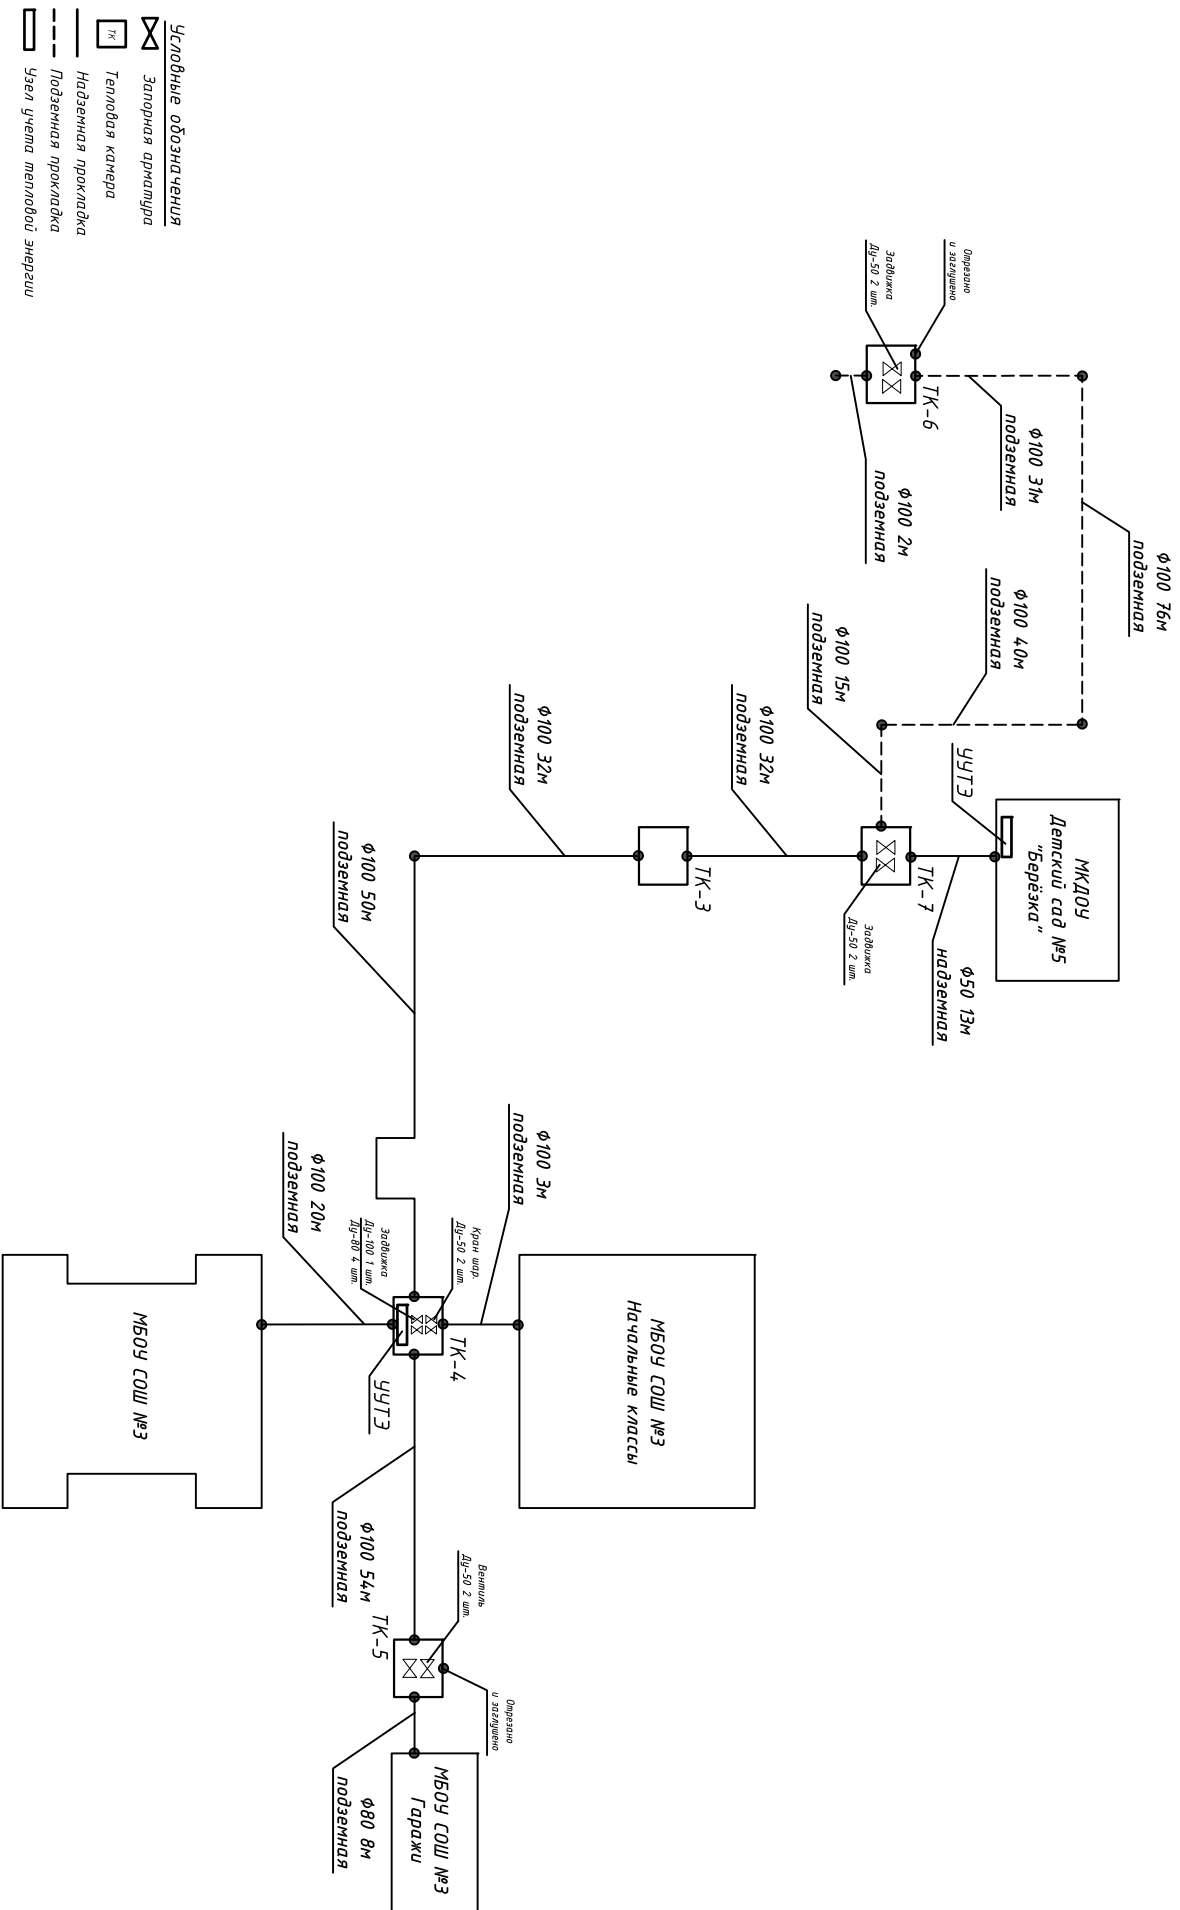 Условные обозначения
Запорная арматура
ТК
Тепловая камера
Надземная прокладка
Подземная прокладка
Узел учета тепловой энергии
Отрезано
и заглушено
Задвижка
Ду-50 2 шт.
ТК-6
Ф100 31м
подземная
Ф100 2м
подземная
Ф100 76м
подземная
Ф100 40м
подземная
Ф100 15м
подземная
Ф100 32м
подземная
Ф100 32м
подземная
УУТЭ
МКДОУ
Детский сад №5
"Берёзка"
ТК-7
ТК-3
Задвижка
Ду-50 2 шт.
Ф50 13м
надземная
Ф100 50м
подземная
Ф100 3м
подземная
Ф100 20м
подземная
Кран шар.
Ду-50 2 шт.
Задвижка
Ду-100 1 шт.
Ду-80 4 шт.
ТК-4
УУТЭ
МБОУ СОШ №3
Начальные классы
МБОУ СОШ №3
Ф100 54м
подземная
Вентиль
Ду-50 2 шт.
ТК-5
Отрезано
и заглушено
Ф80 8м
подземная
МБОУ СОШ №3
Гаражи